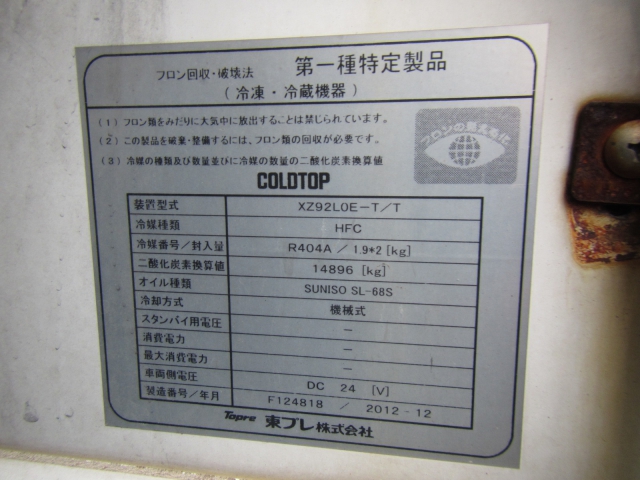 フロン回収・破壊法 第一種特定製品
（冷凍・冷蔵機器）
(1) フロン類をみだりに大気中に放出することは禁じられています。
(2) この製品を廃棄・整備するには、フロン類の回収が必要です。
(3) 冷媒の種類及び数量並びに冷媒の数量の二酸化炭素換算値
フロンの見える化
COLDTOP
装置型式 XZ92L0E-T/T
冷媒種類 HFC
冷媒番号/封入量 R404A / 1.9*2 [kg]
二酸化炭素換算値 14896 [kg]
オイル種類 SUNISO SL-68S
冷却方式 機械式
スタンバイ用電圧 －
消費電力 －
最大消費電力 －
車両側電圧 DC 24 [V]
製造番号/年月 F124818 / 2012-12
Topre 東プレ株式会社